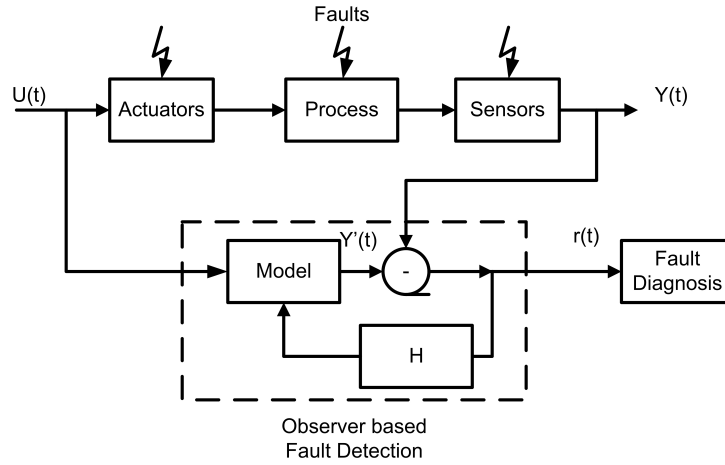 Faults
U(t)
Actuators
Process
Sensors
Y(t)
Y’(t)
r(t)
Model
-
Fault
Diagnosis
H
Observer based
Fault Detection